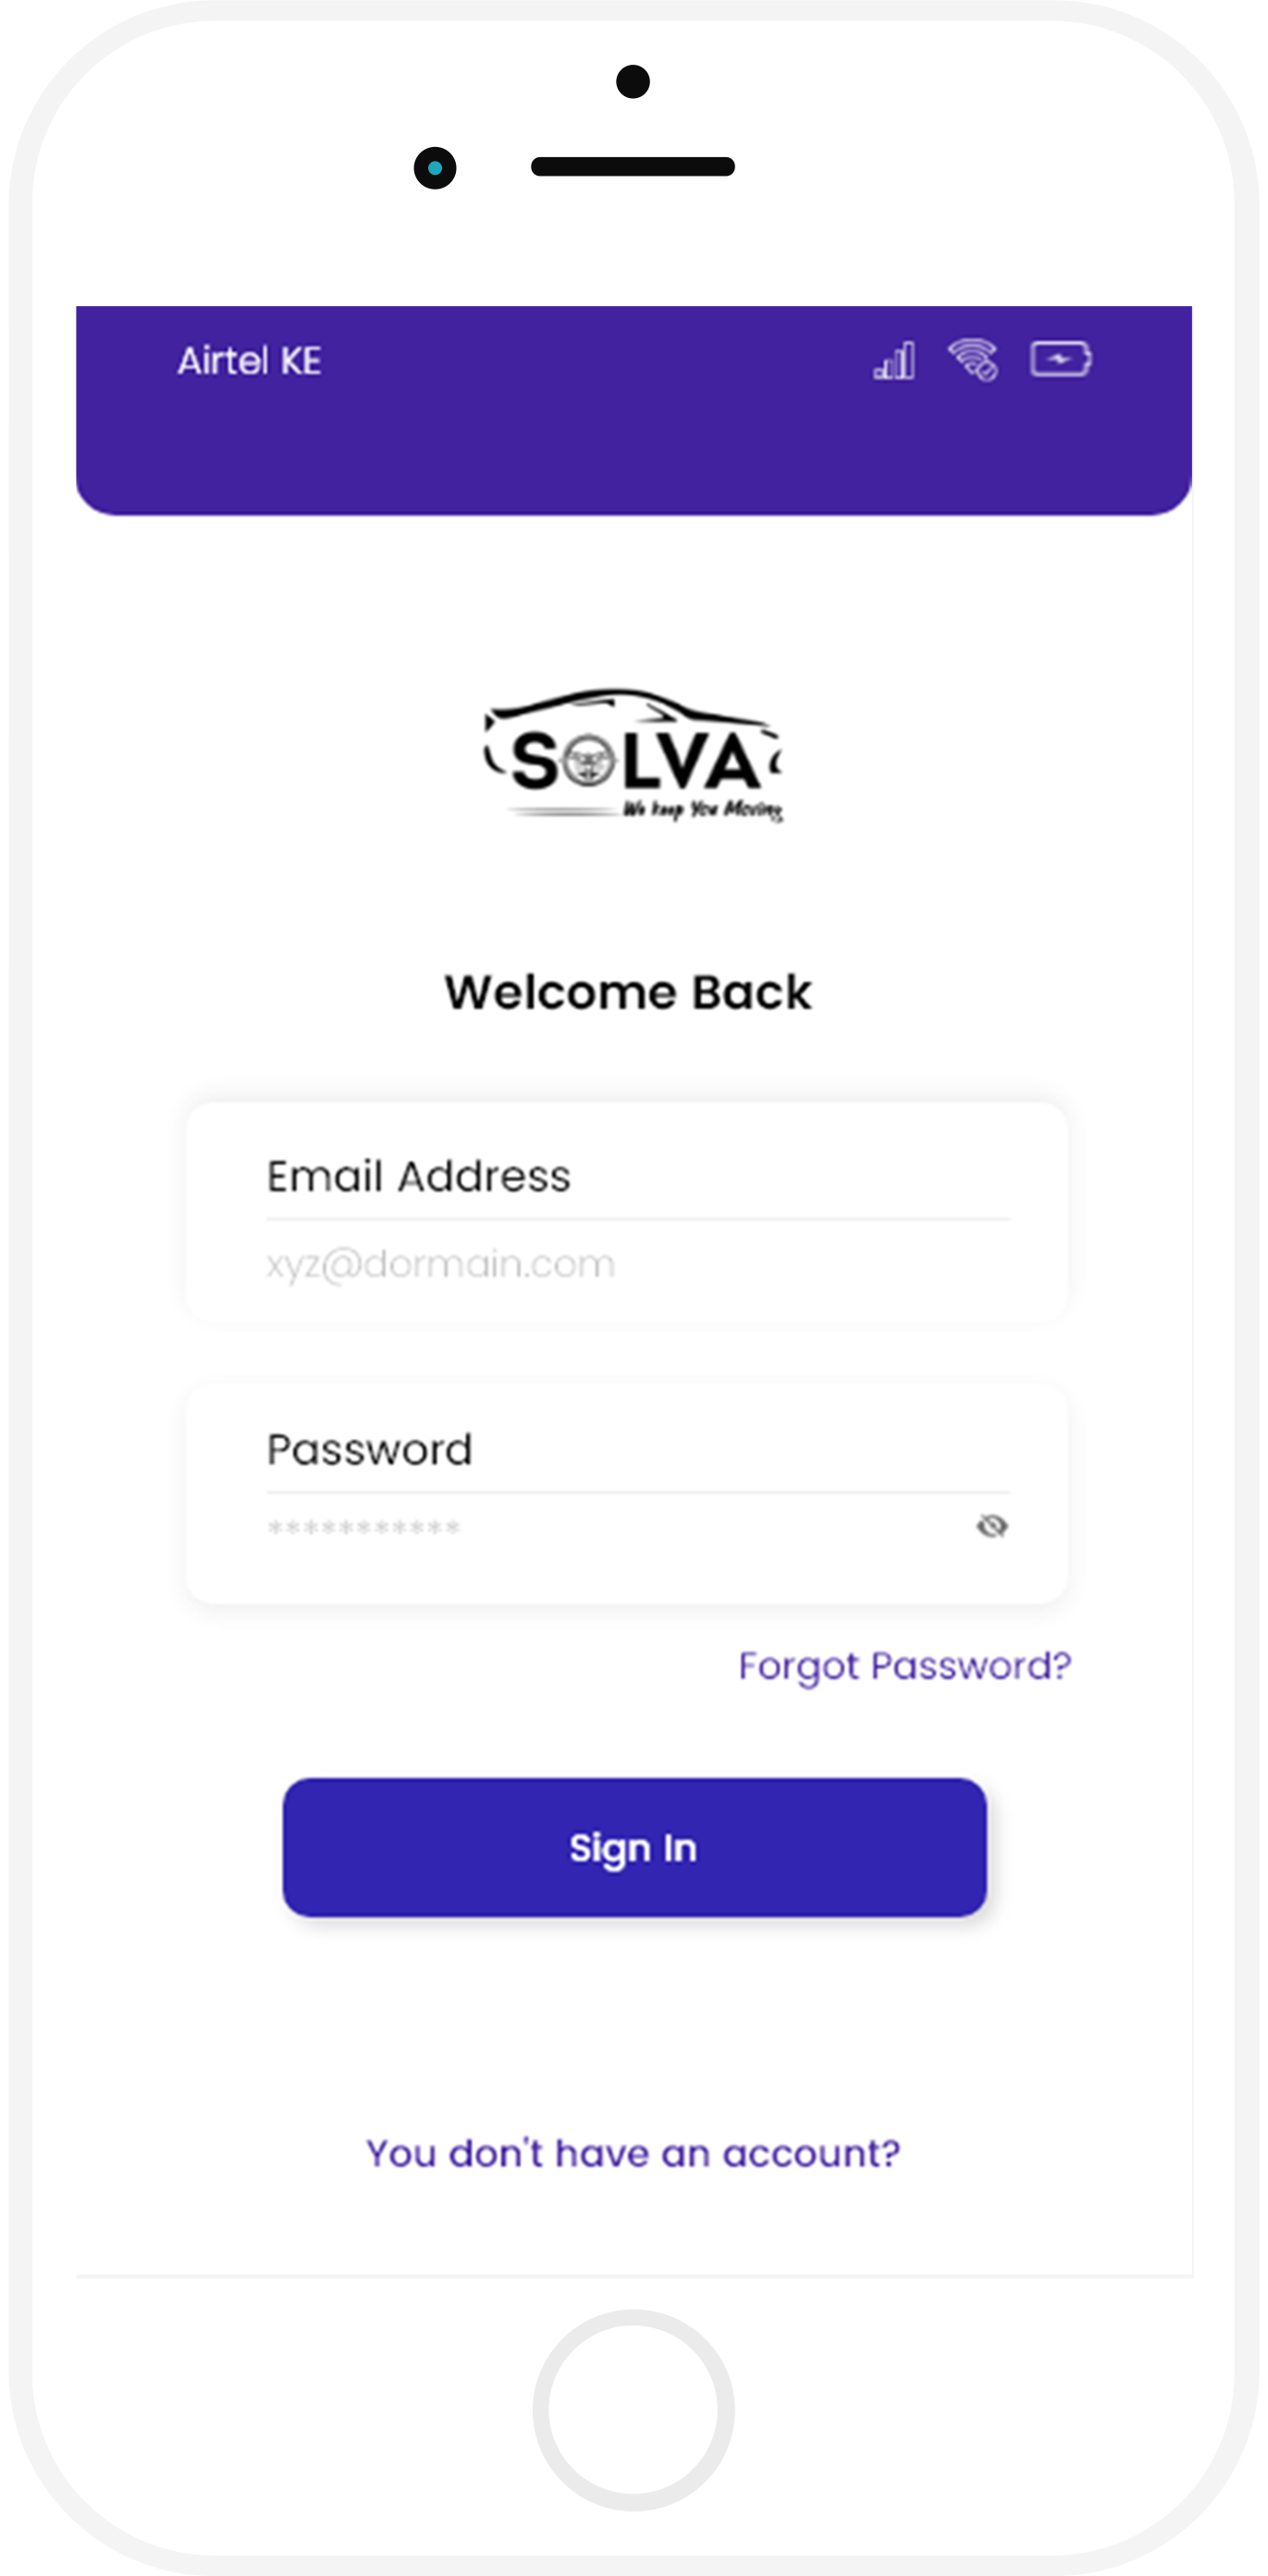 Airtel KE
SOLVA
We keep You Moving
Welcome Back
Email Address
xyz@dormain.com
Password
***********
Forgot Password?
Sign In
You don't have an account?